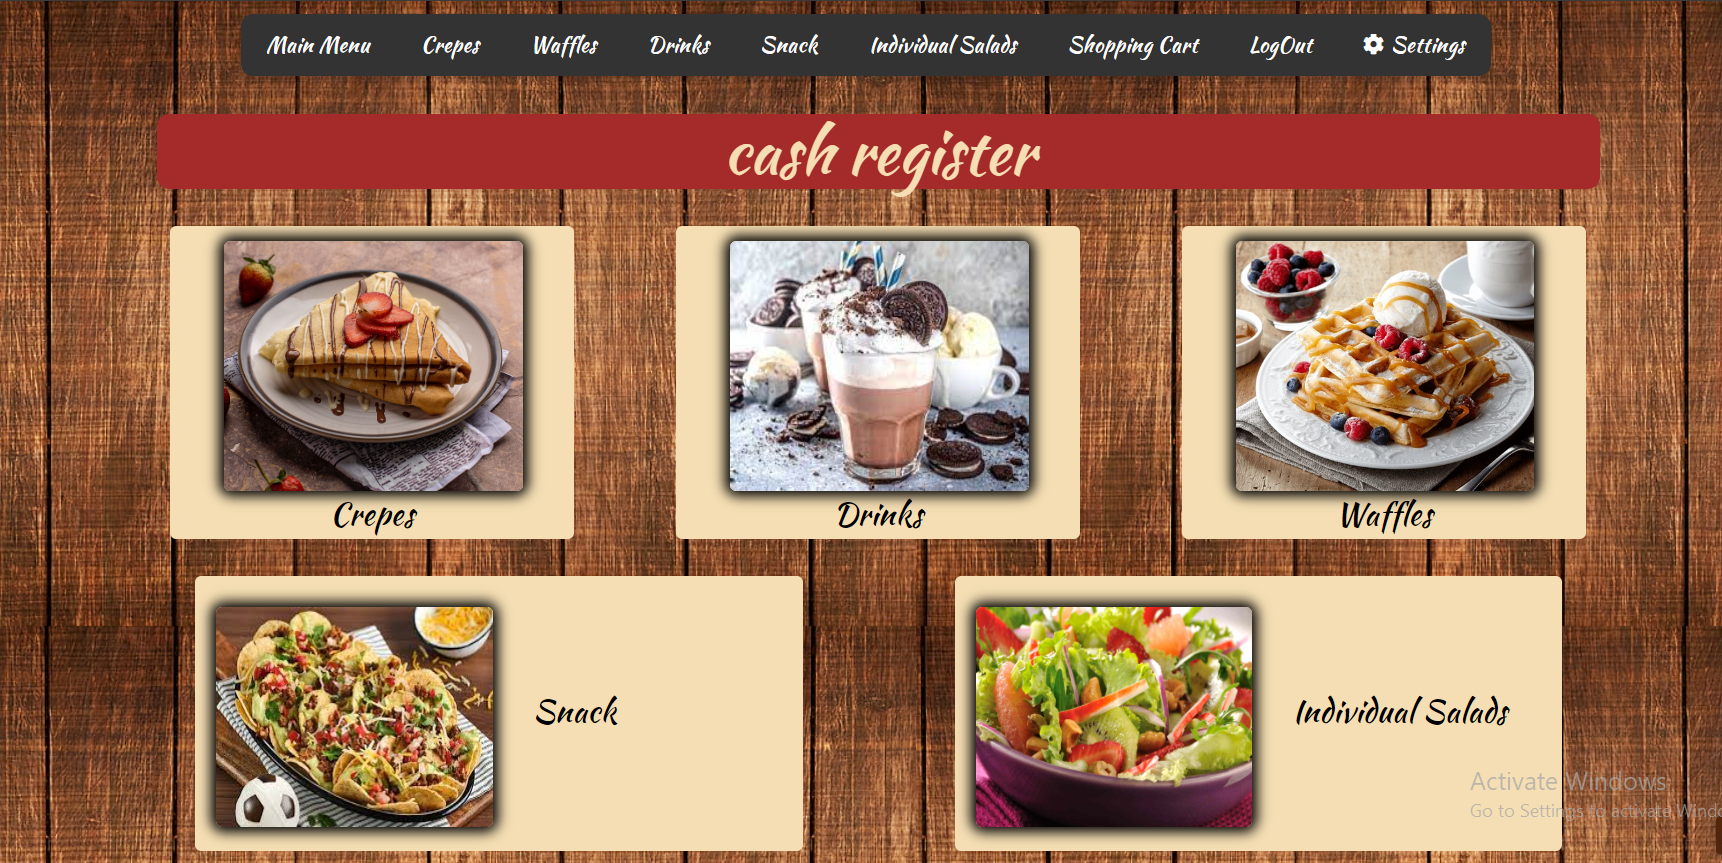 Main Menu Crepes Waffles Drinks Snack Individual Salads Shopping Cart LogOut Settings
cash register
Crepes Drinks Waffles
Snack Individual Salads
Activate Windows
Go to Settings to activate Windo